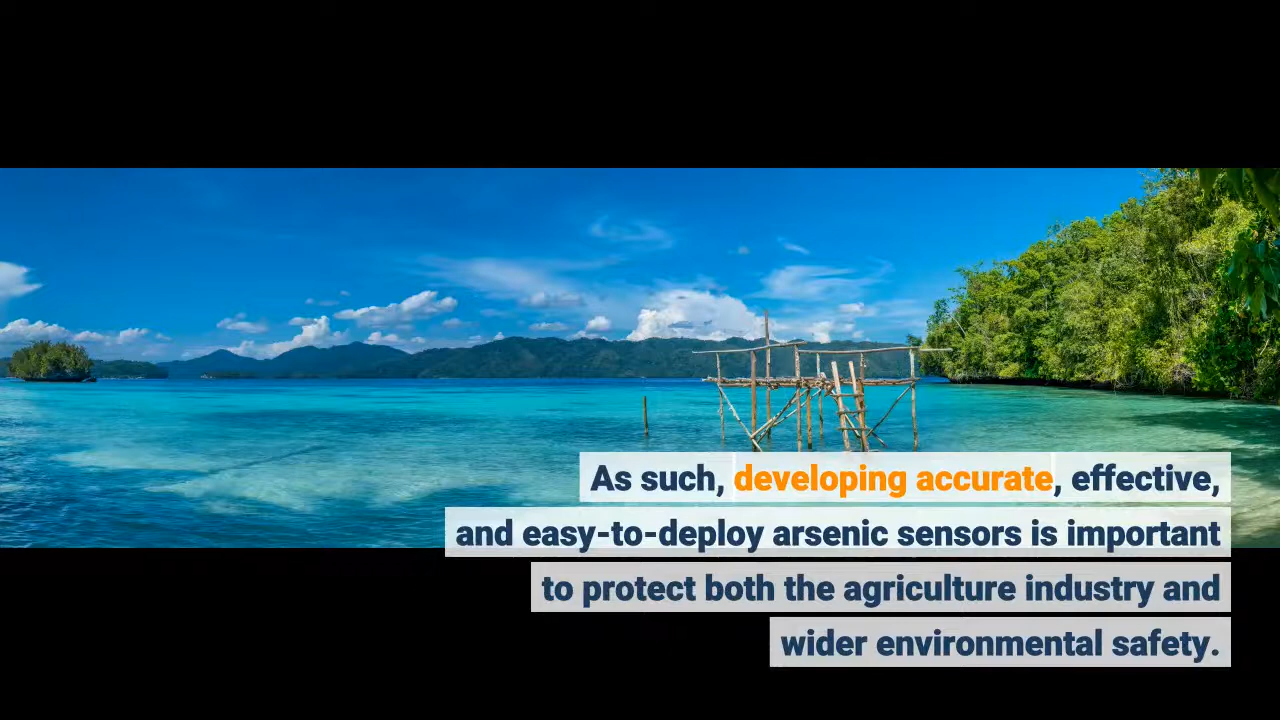 As such, developing accurate, effective,
and easy-to-deploy arsenic sensors is important
to protect both the agriculture industry and
wider environmental safety.